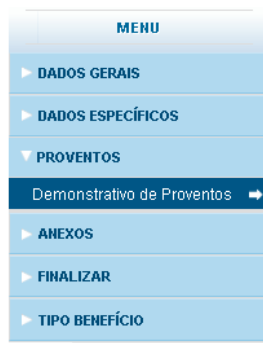 MENU
DADOS GERAIS
DADOS ESPECÍFICOS
PROVENTOS
Demonstrativo de Proventos
ANEXOS
FINALIZAR
TIPO BENEFÍCIO